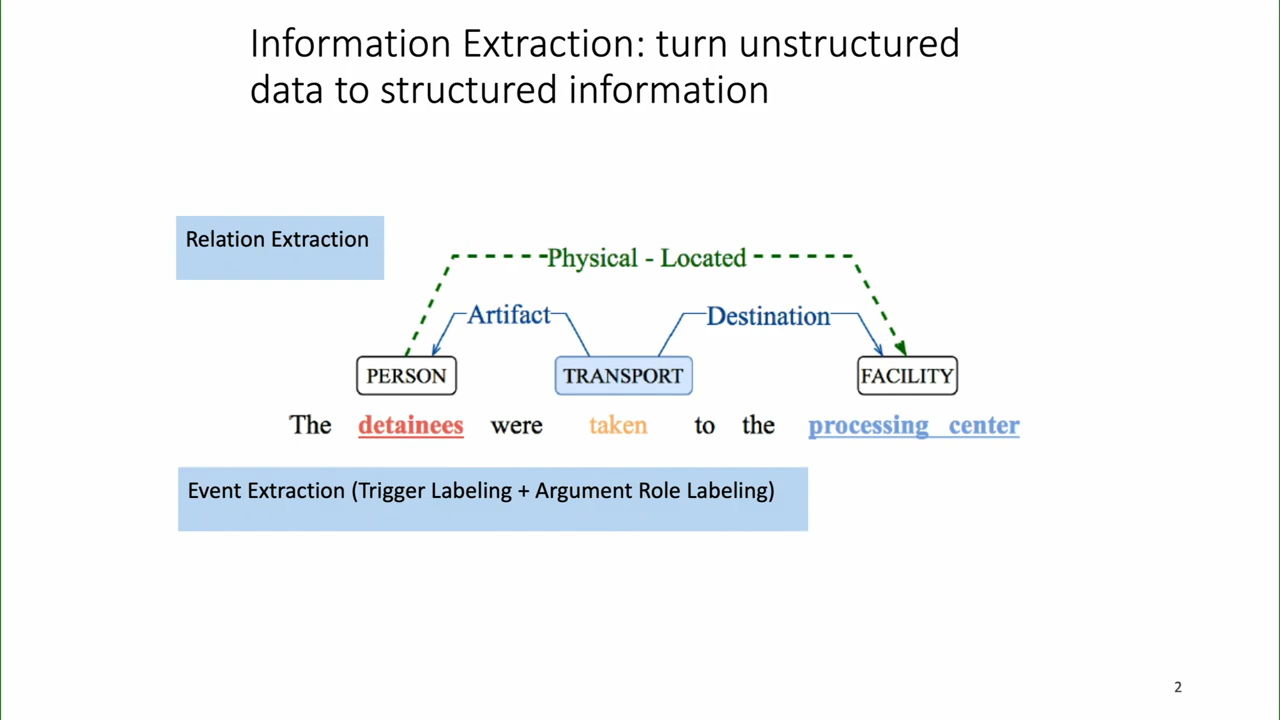 Information Extraction: turn unstructured
data to structured information
Relation Extraction
Physical - Located
Artifact
Destination
PERSON
TRANSPORT
FACILITY
The detainees were taken to the processing center
Event Extraction (Trigger Labeling + Argument Role Labeling)
2